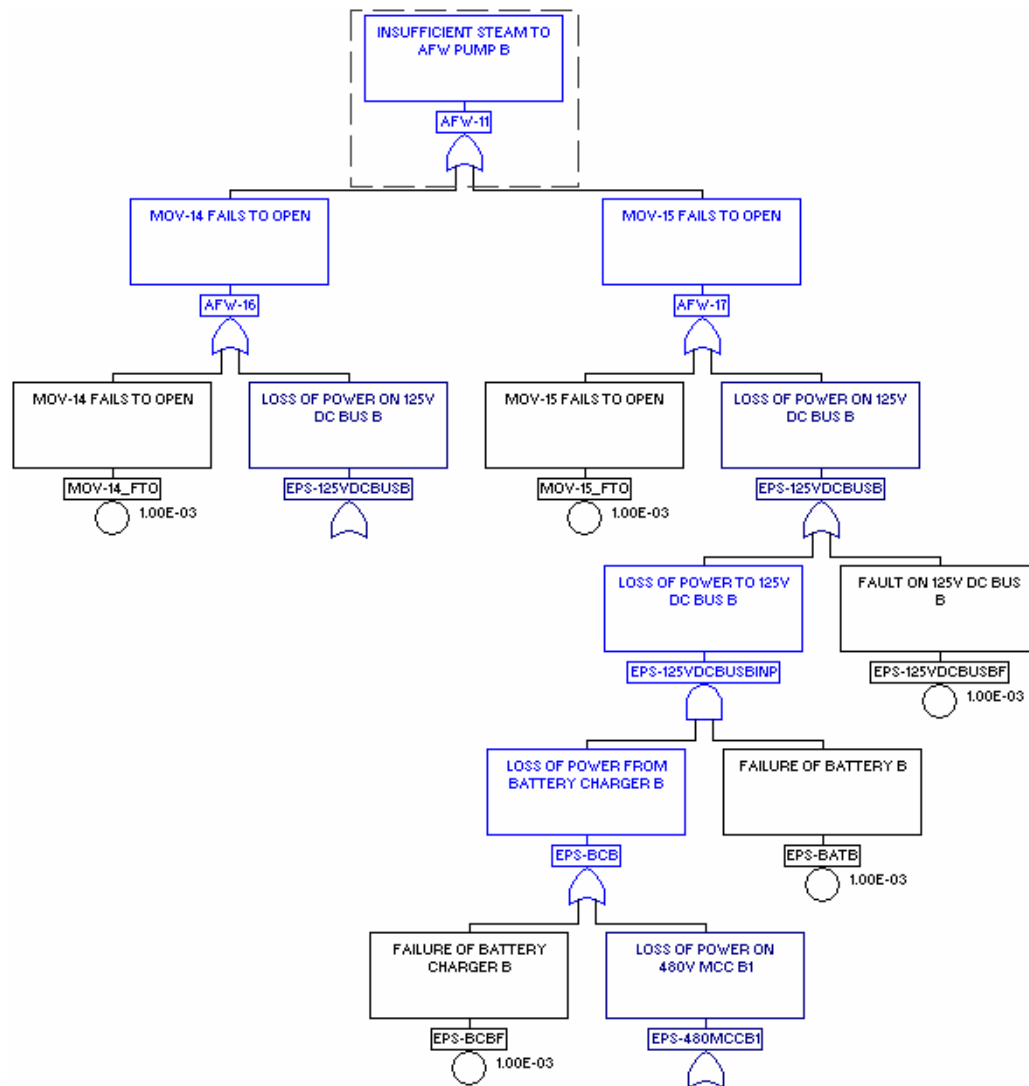 INSUFFICIENT STEAM TO
AFW PUMP B
AFW-11
MOV-14 FAILS TO OPEN
MOV-15 FAILS TO OPEN
AFW-16
AFW-17
MOV-14 FAILS TO OPEN
LOSS OF POWER ON 125V
DC BUS B
MOV-15 FAILS TO OPEN
LOSS OF POWER ON 125V
DC BUS B
MOV-14_FTO
1.00E-03
EPS-125VDCBUSB
MOV-15_FTO
1.00E-03
EPS-125VDCBUSB
LOSS OF POWER TO 125V
DC BUS B
FAULT ON 125V DC BUS
B
EPS-125VDCBUSBINP
EPS-125VDCBUSBF
1.00E-03
LOSS OF POWER FROM
BATTERY CHARGER B
FAILURE OF BATTERY B
EPS-BCB
EPS-BATB
1.00E-03
FAILURE OF BATTERY
CHARGER B
LOSS OF POWER ON
480V MCC B1
EPS-BCBF
1.00E-03
EPS-480MCCB1